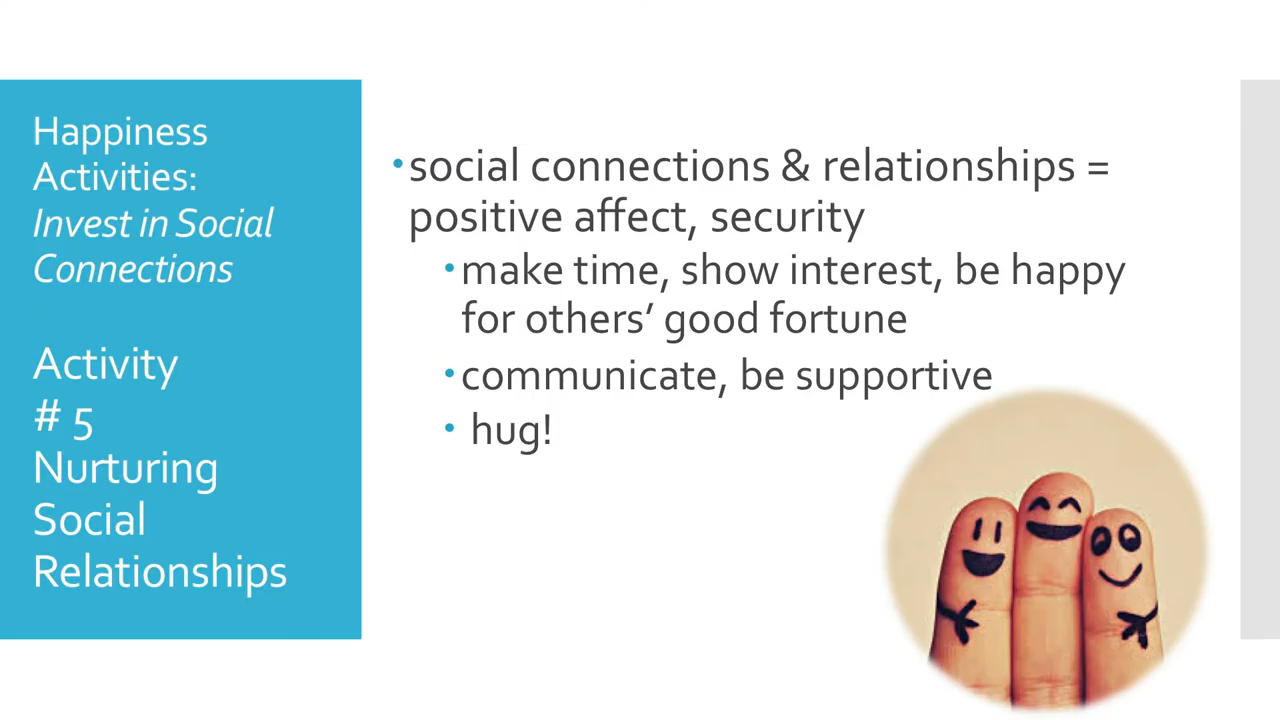 Happiness
Activities:
Invest in Social
Connections
Activity
# 5
Nurturing
Social
Relationships
•social connections & relationships =
positive affect, security
•make time, show interest, be happy
for others’ good fortune
•communicate, be supportive
• hug!